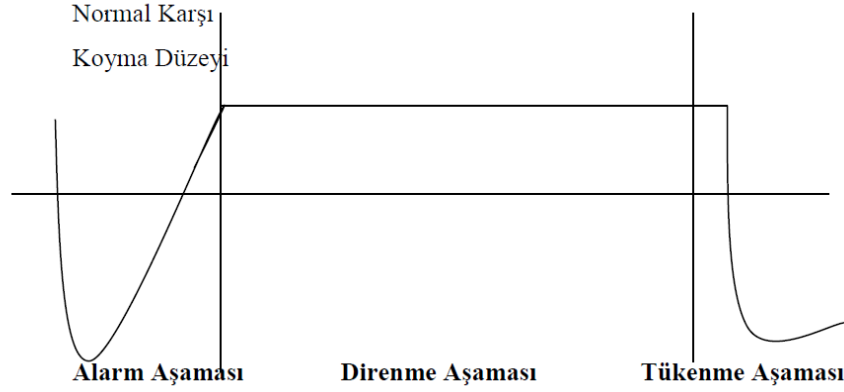 Normal Karşı
Koyma Düzeyi
Alarm Aşaması Direnme Aşaması Tükenme Aşaması